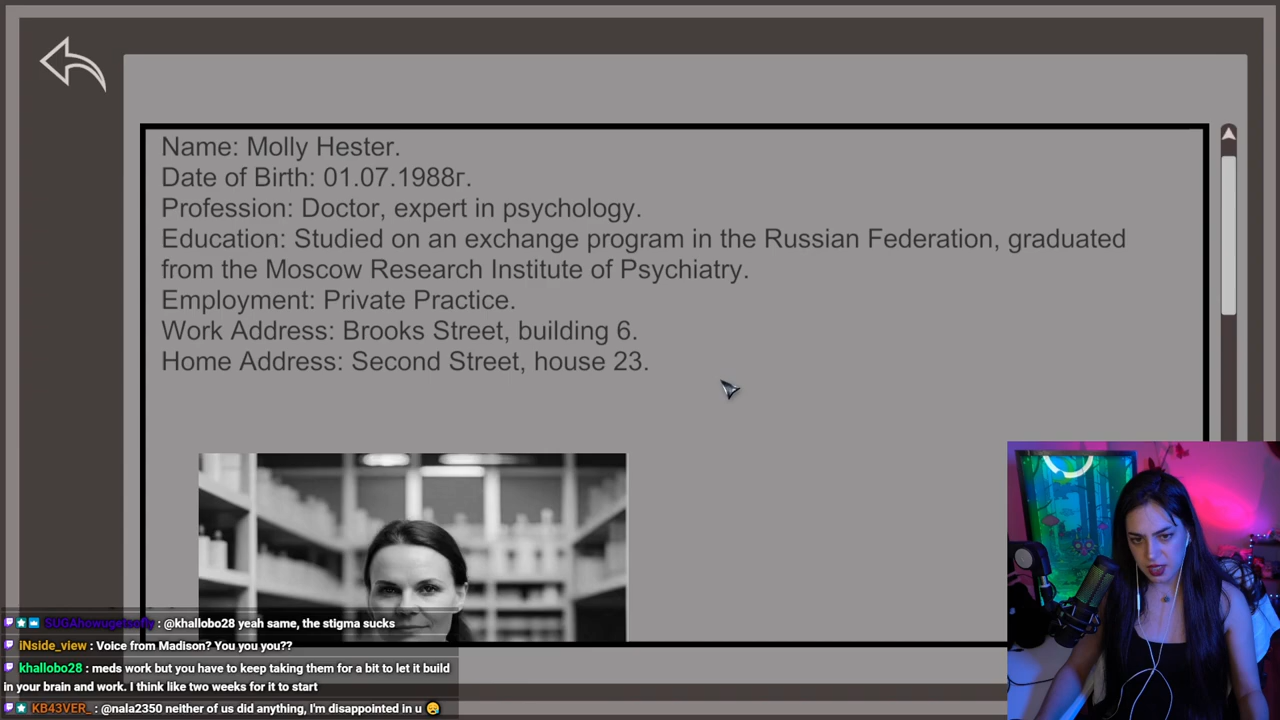 Name: Molly Hester.
Date of Birth: 01.07.1988г.
Profession: Doctor, expert in psychology.
Education: Studied on an exchange program in the Russian Federation, graduated
from the Moscow Research Institute of Psychiatry.
Employment: Private Practice.
Work Address: Brooks Street, building 6.
Home Address: Second Street, house 23.
SUGAhowugetsofly : @khallobo28 yeah same, the stigma sucks
iNside_view : Voice from Madison? You you you??
khallobo28 : meds work but you have to keep taking them for a bit to let it build
in your brain and work. I think like two weeks for it to start
KB43VER_ : @nala2350 neither of us did anything, I'm disappointed in u 😪